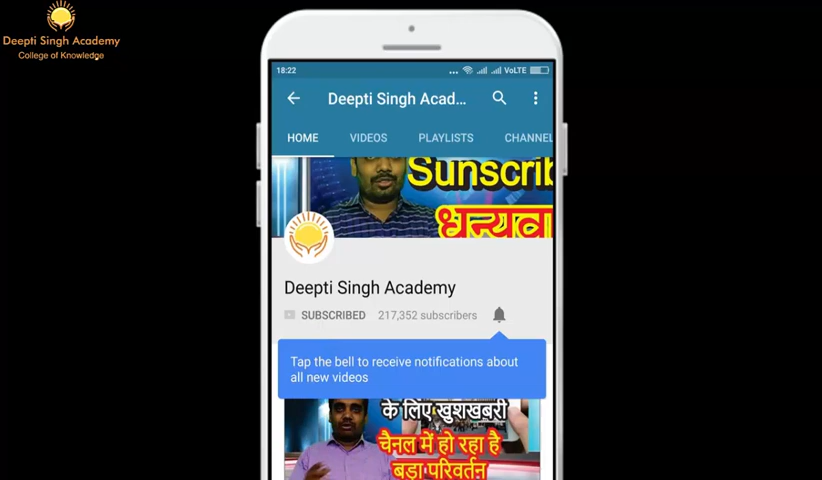 Deepti Singh Academy
College of Knowledge
18:22
VoLTE
Deepti Singh Acad...
HOME VIDEOS PLAYLISTS CHANNEL
Sunscrib
धन्यवा
Deepti Singh Academy
SUBSCRIBED 217,352 subscribers
Tap the bell to receive notifications about
all new videos
के लिए खुशखबरी
चैनल में हो रहा है
बड़ा परिवर्तन